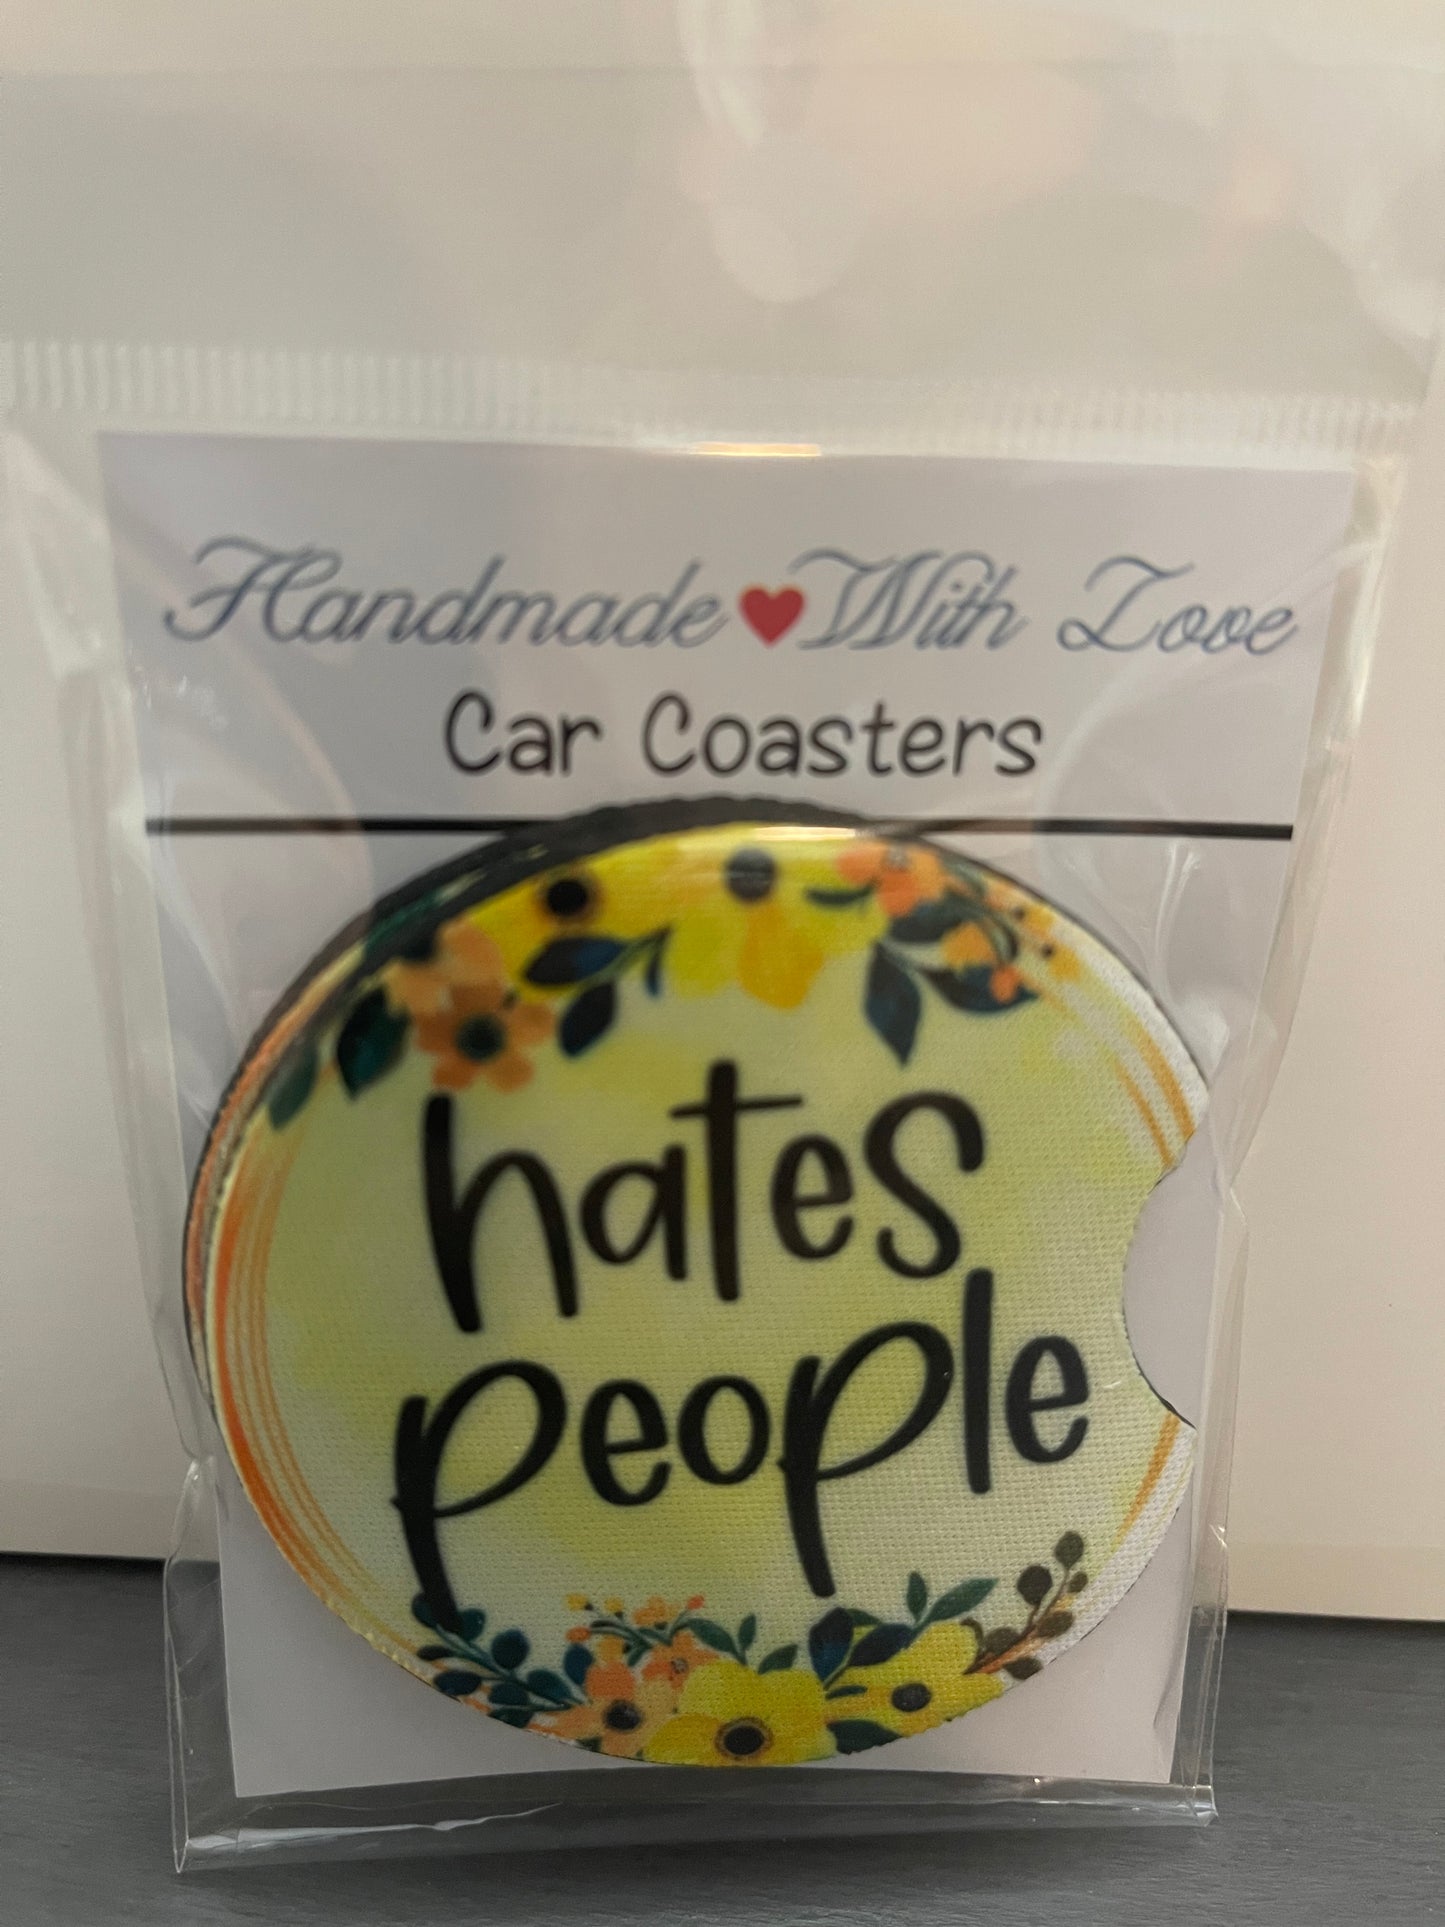 Handmade With Love
Car Coasters
hates
people